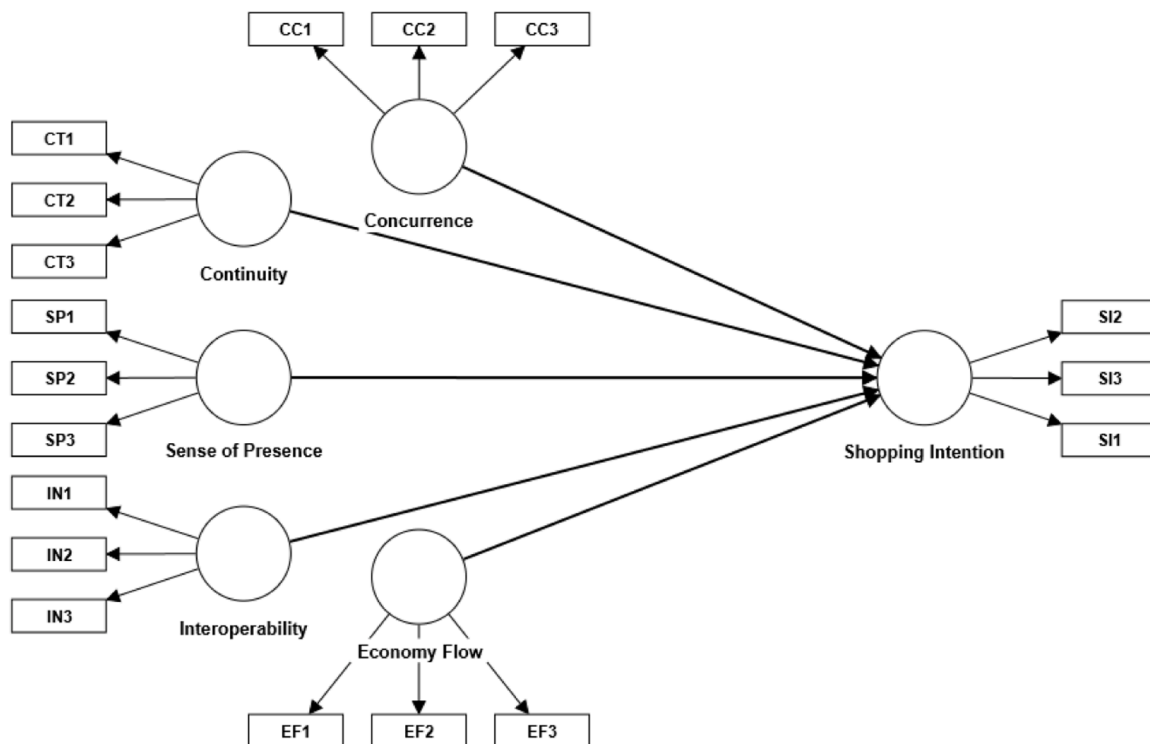 CC1
CC2
CC3
CT1
CT2
CT3
Concurrence
Continuity
SP1
SP2
SP3
Sense of Presence
SI2
SI3
SI1
Shopping Intention
IN1
IN2
IN3
Interoperability
Economy Flow
EF1
EF2
EF3